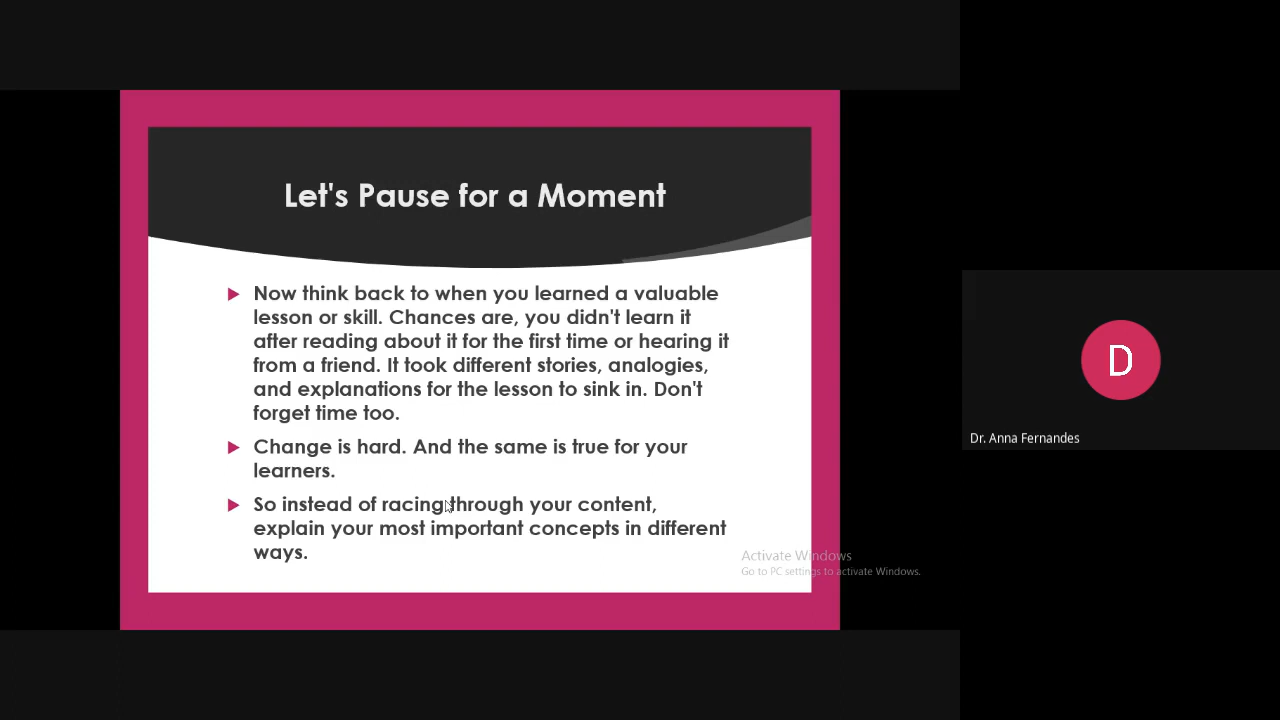 Let's Pause for a Moment
Now think back to when you learned a valuable
lesson or skill. Chances are, you didn't learn it
after reading about it for the first time or hearing it
from a friend. It took different stories, analogies,
and explanations for the lesson to sink in. Don't
forget time too.
Change is hard. And the same is true for your
learners.
So instead of racing through your content,
explain your most important concepts in different
ways.
Activate Windows
Go to PC settings to activate Windows.
D
Dr. Anna Fernandes